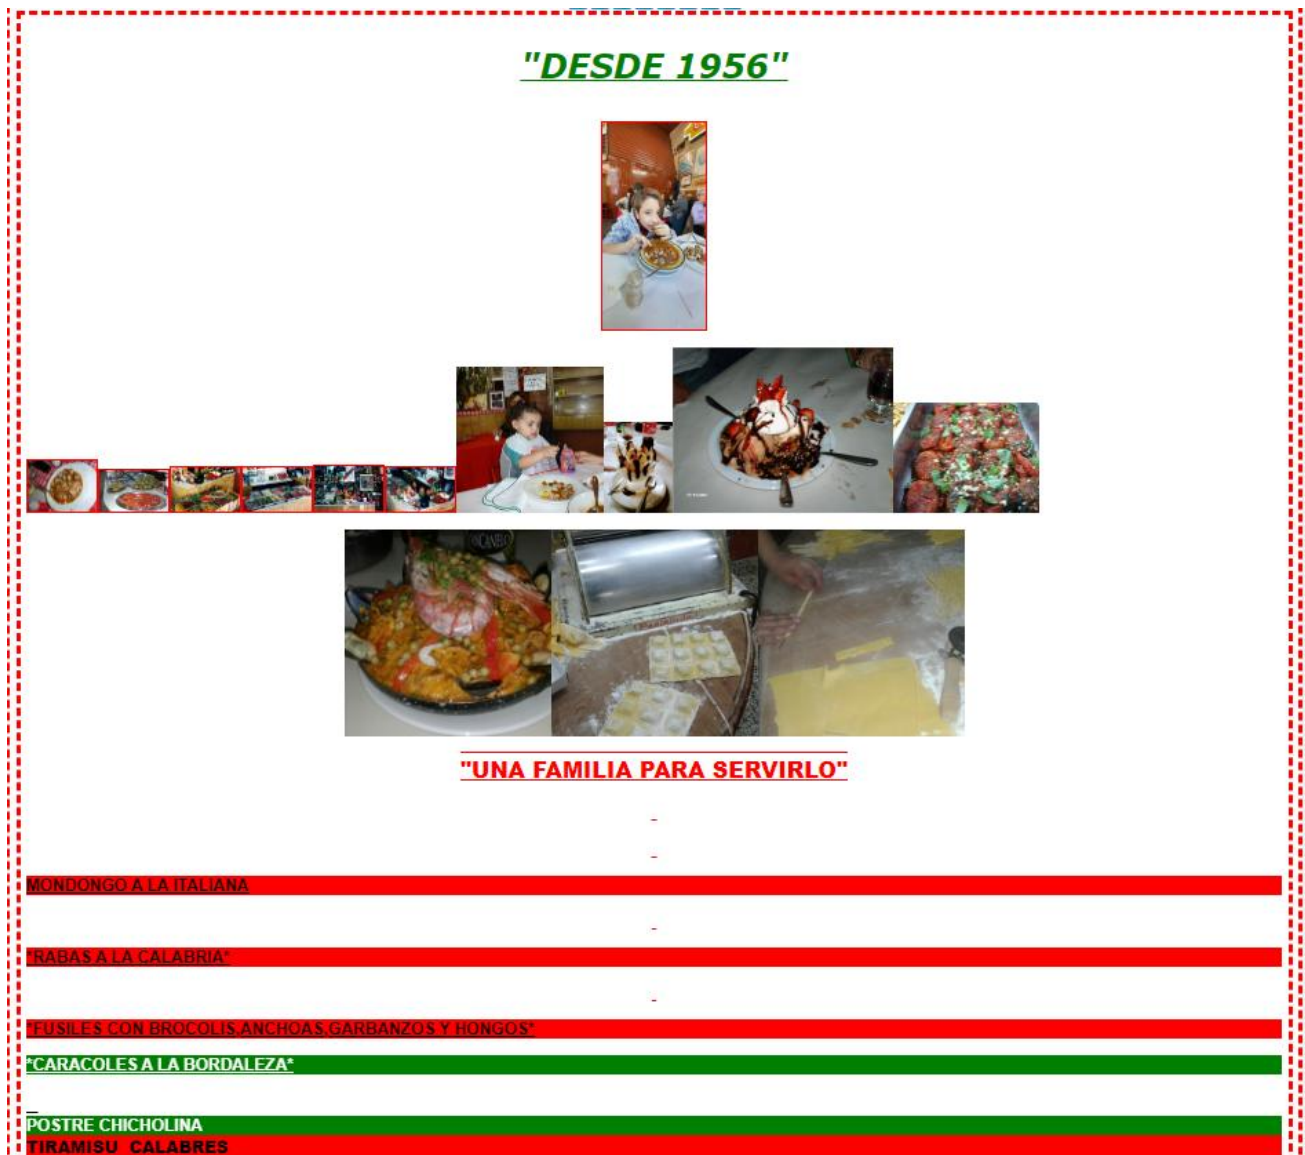 "DESDE 1956"
"UNA FAMILIA PARA SERVIRLO"
MONDONGO A LA ITALIANA
*RABAS A LA CALABRIA*
*FUSILES CON BROCOLIS,ANCHOAS,GARBANZOS Y HONGOS*
*CARACOLES A LA BORDALEZA*
POSTRE CHICHOLINA
TIRAMISU CALABRES